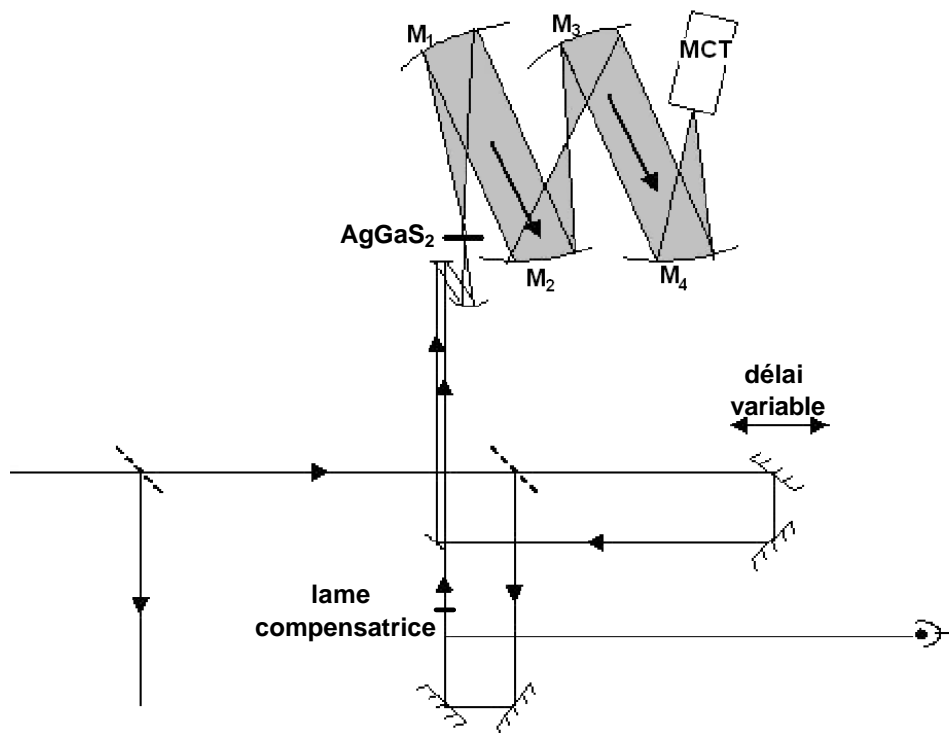 M1
M3
MCT
AgGaS2
M2
M4
délai
variable
lame
compensatrice